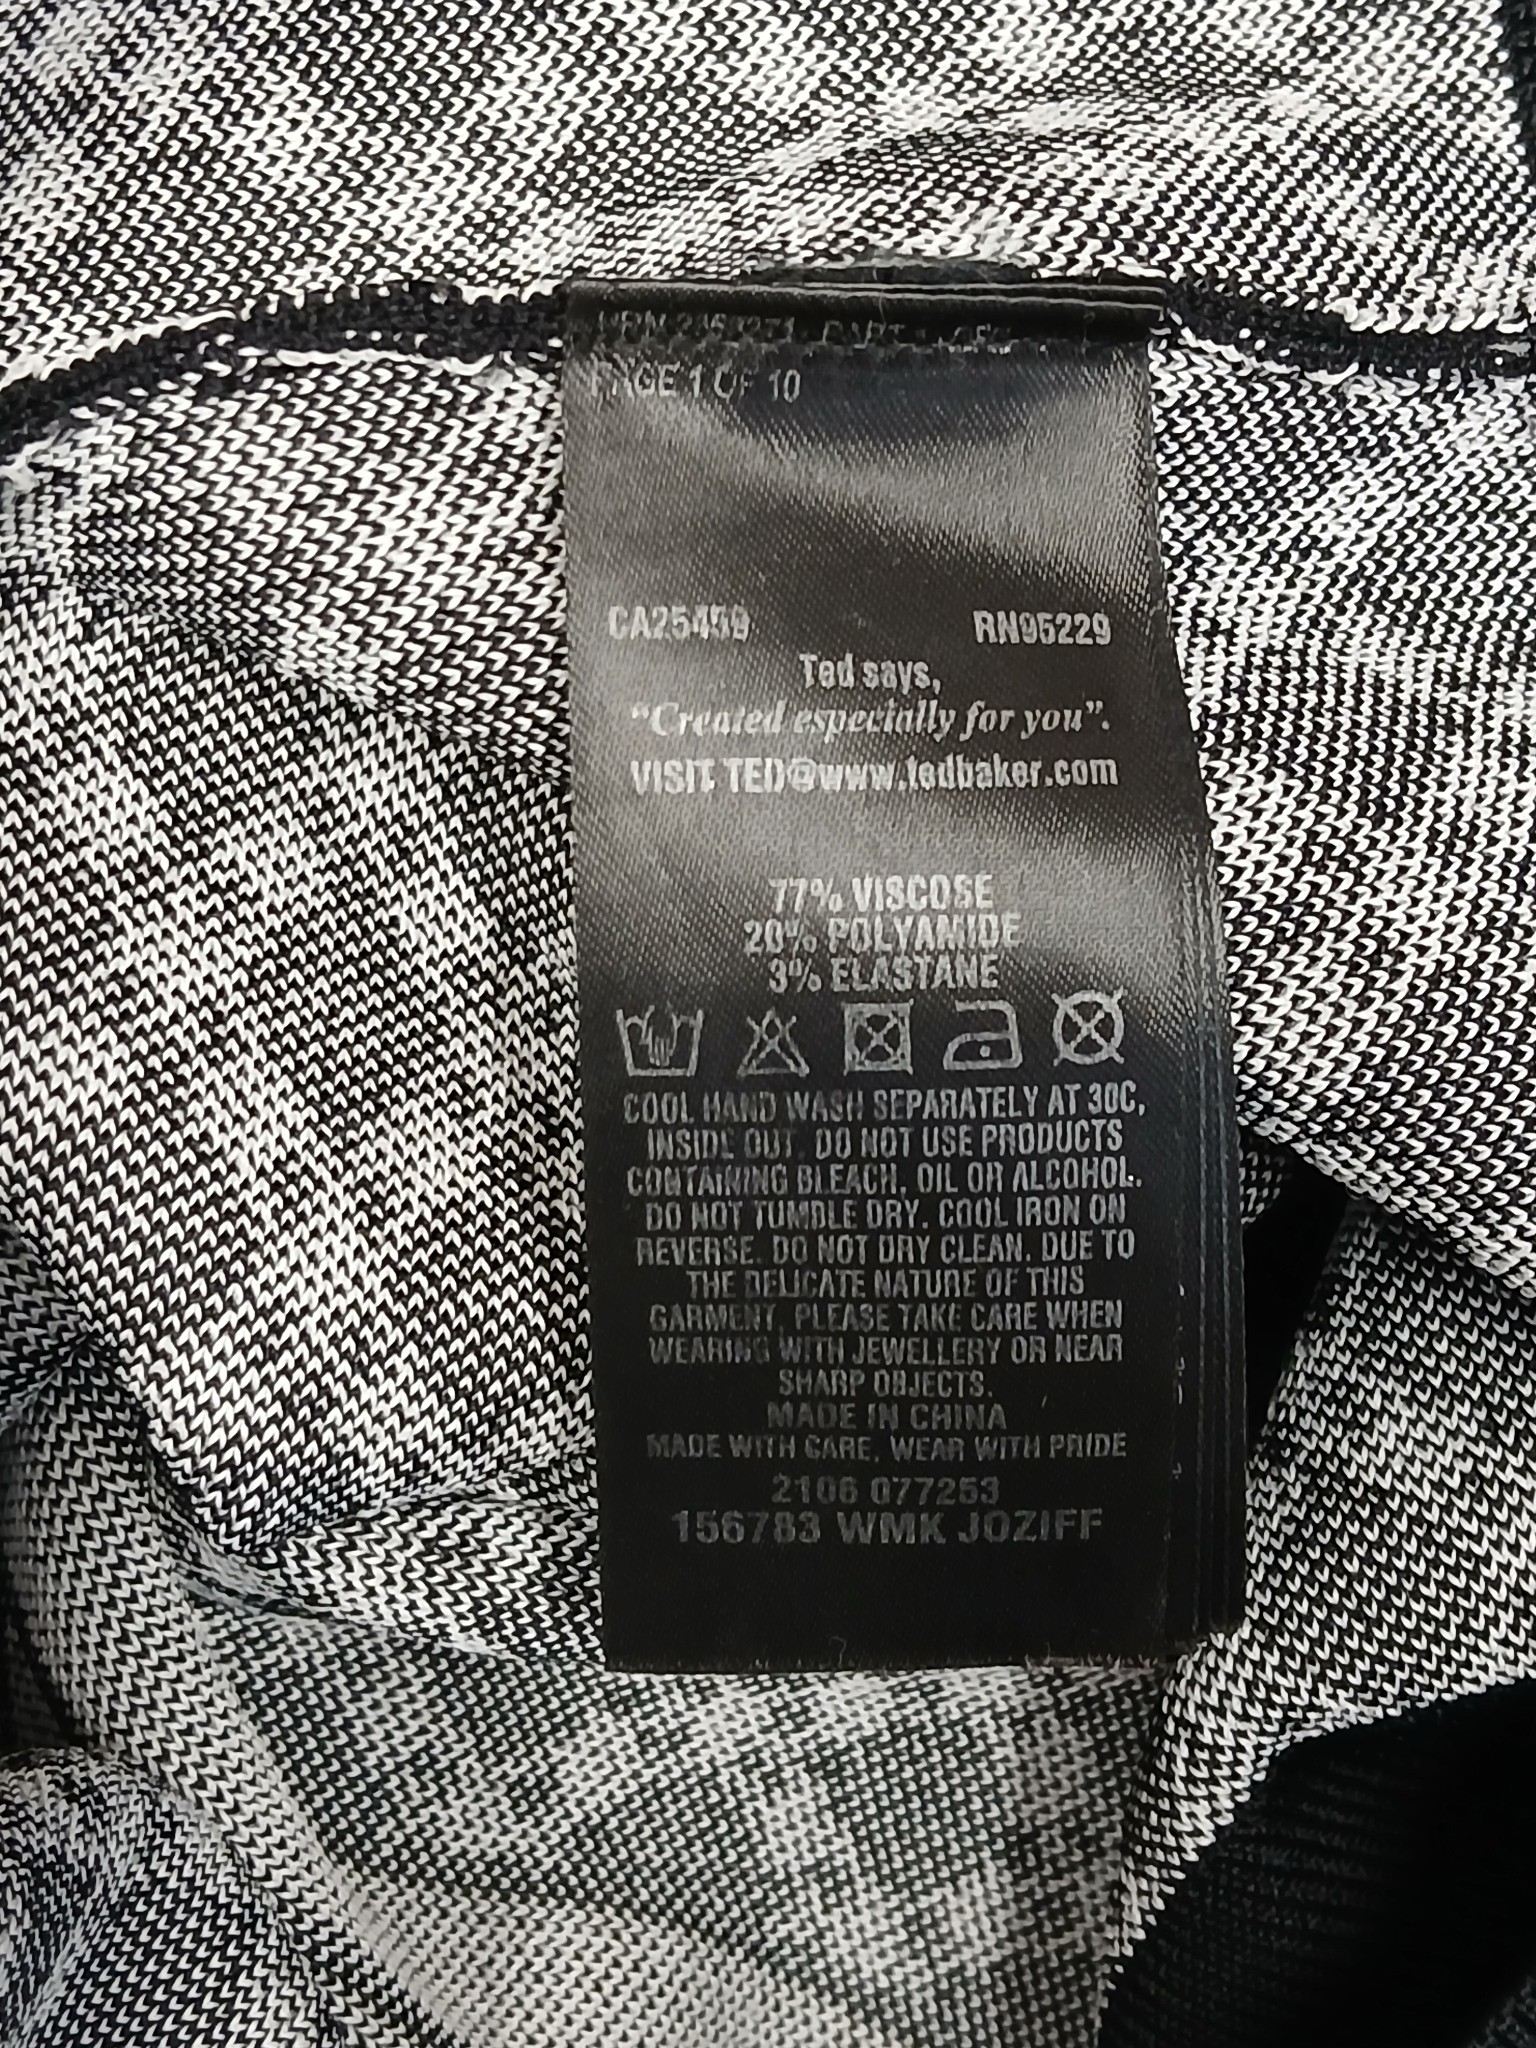 PAGE 1 OF 10
CA25459 RN95229
Ted says,
“Created especially for you”.
VISIT TED@www.tedbaker.com
77% VISCOSE
20% POLYAMIDE
3% ELASTANE
COOL HAND WASH SEPARATELY AT 30C,
INSIDE OUT. DO NOT USE PRODUCTS
CONTAINING BLEACH, OIL OR ALCOHOL.
DO NOT TUMBLE DRY. COOL IRON ON
REVERSE. DO NOT DRY CLEAN. DUE TO
THE DELICATE NATURE OF THIS
GARMENT, PLEASE TAKE CARE WHEN
WEARING WITH JEWELLERY OR NEAR
SHARP OBJECTS.
MADE IN CHINA
MADE WITH CARE, WEAR WITH PRIDE
2106 077253
156783 WMK JOZIFF